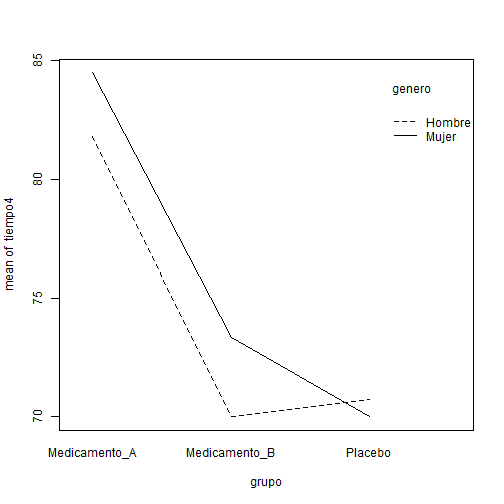 genero
Hombre
Mujer
mean of tiempo4
85
80
75
70
Medicamento_A Medicamento_B Placebo
grupo